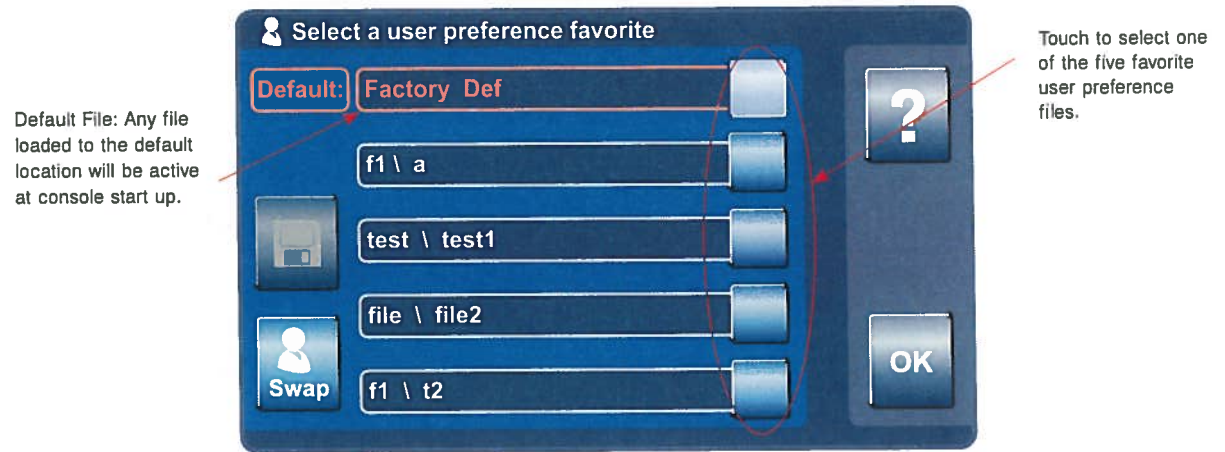 Select a user preference favorite
Default: Factory Def
f1 \ a
test \ test1
file \ file2
f1 \ t2
Swap
?
OK
Default File: Any file
loaded to the default
location will be active
at console start up.
Touch to select one
of the five favorite
user preference
files.